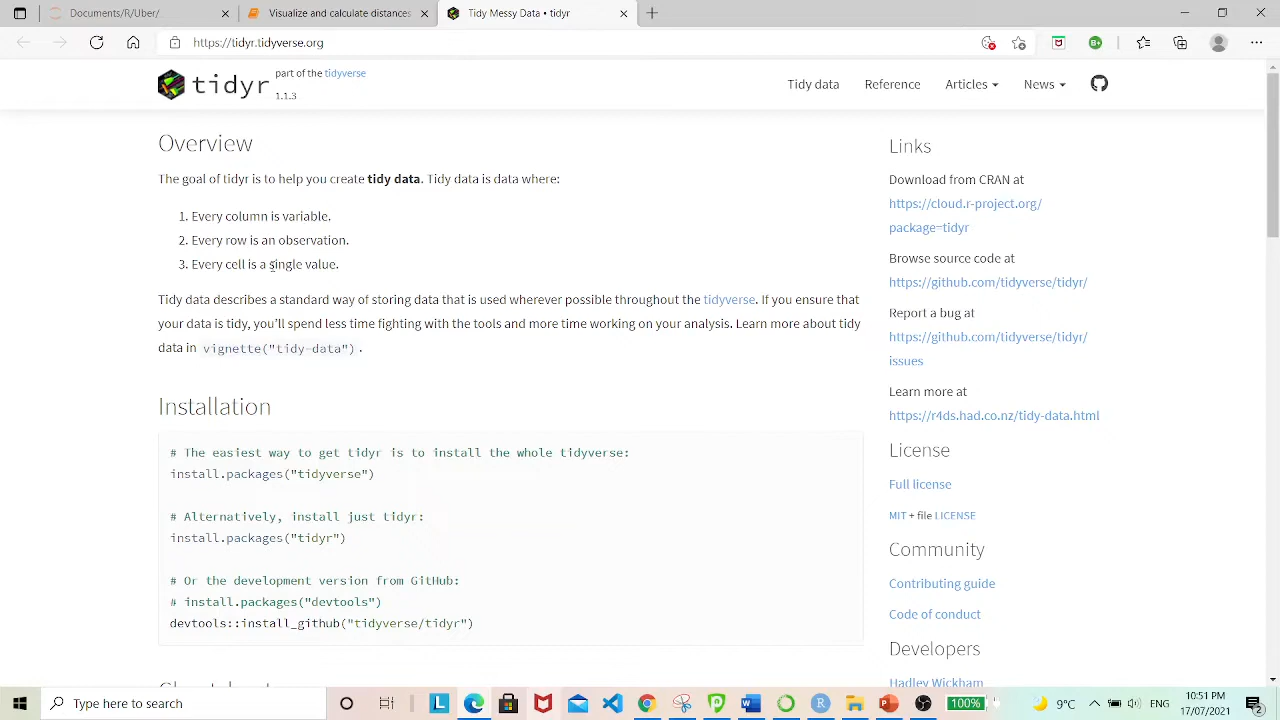 Documents/R/Uber/
Visualize and calculate distances
Tidy Messy Data • tidyr
https://tidyr.tidyverse.org
tidyr
part of the tidyverse
1.1.3
Tidy data
Reference
Articles
News
Overview
The goal of tidyr is to help you create tidy data. Tidy data is data where:
1. Every column is variable.
2. Every row is an observation.
3. Every cell is a single value.
Tidy data describes a standard way of storing data that is used wherever possible throughout the tidyverse. If you ensure that
your data is tidy, you'll spend less time fighting with the tools and more time working on your analysis. Learn more about tidy
data in vignette("tidy-data").
Installation
# The easiest way to get tidyr is to install the whole tidyverse:
install.packages("tidyverse")
# Alternatively, install just tidyr:
install.packages("tidyr")
# Or the development version from GitHub:
# install.packages("devtools")
devtools::install_github("tidyverse/tidyr")
Links
Download from CRAN at
https://cloud.r-project.org/
package=tidyr
Browse source code at
https://github.com/tidyverse/tidyr/
Report a bug at
https://github.com/tidyverse/tidyr/
issues
Learn more at
https://r4ds.had.co.nz/tidy-data.html
License
Full license
MIT + file LICENSE
Community
Contributing guide
Code of conduct
Developers
Hadley Wickham
Type here to search
100%
9°C
ENG
10:51 PM
17/07/2021
2